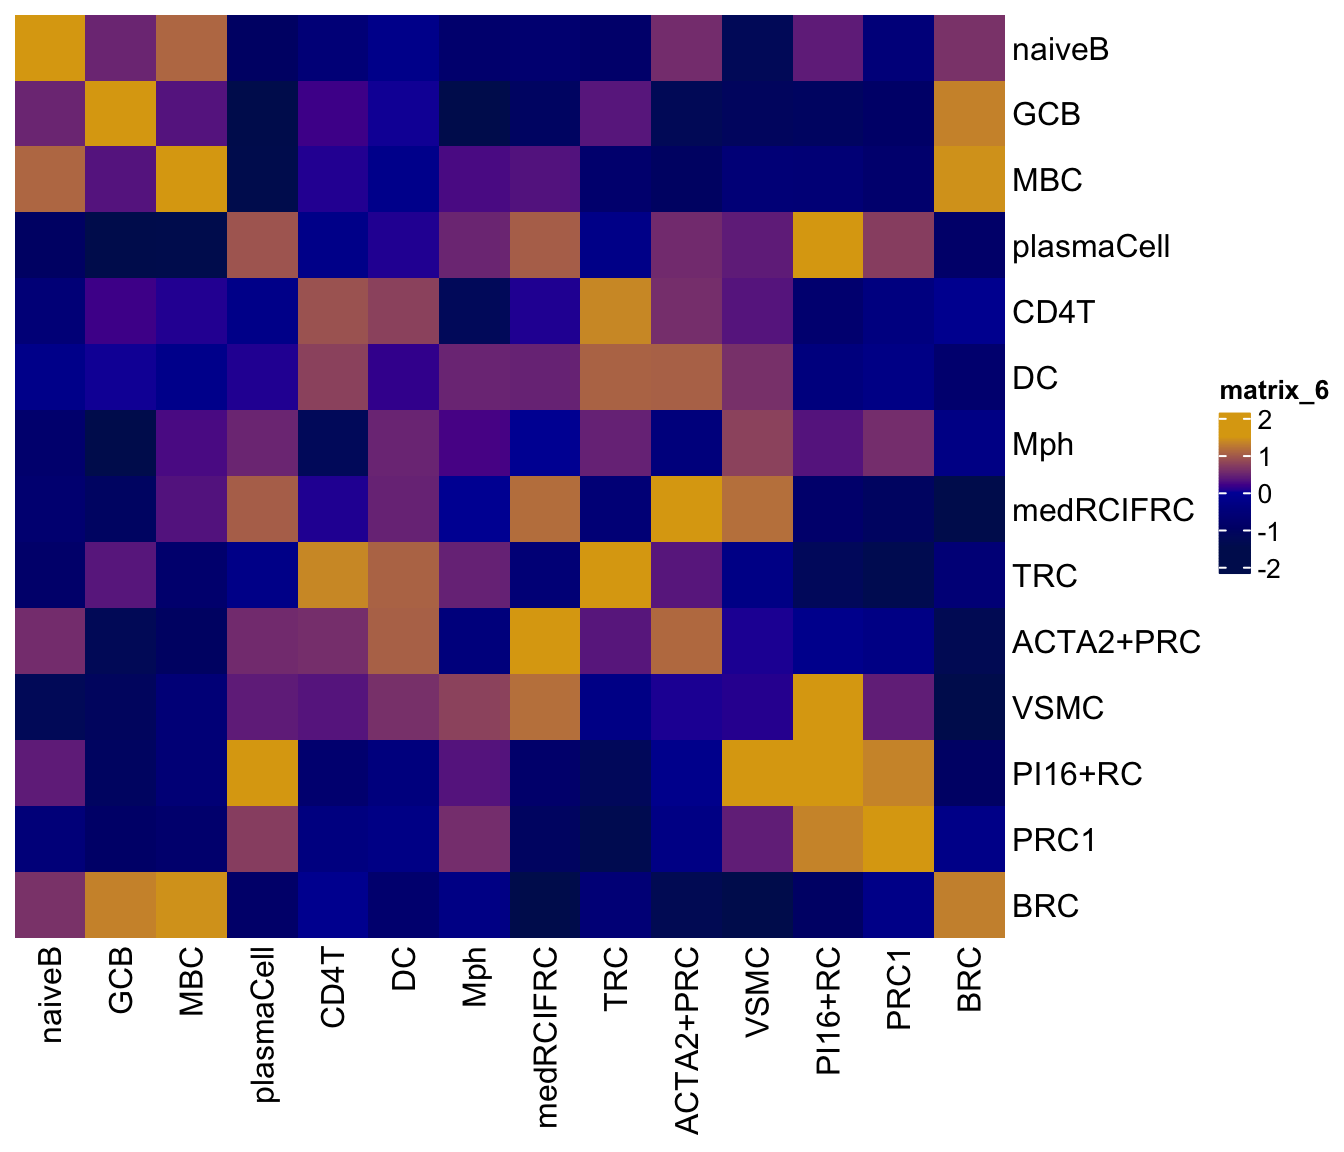 naiveB
GCB
MBC
plasmaCell
CD4T
DC
Mph
medRCIFRC
TRC
ACTA2+PRC
VSMC
PI16+RC
PRC1
BRC
matrix_6
2
1
0
-1
-2
naiveB
GCB
MBC
plasmaCell
CD4T
DC
Mph
medRCIFRC
TRC
ACTA2+PRC
VSMC
PI16+RC
PRC1
BRC